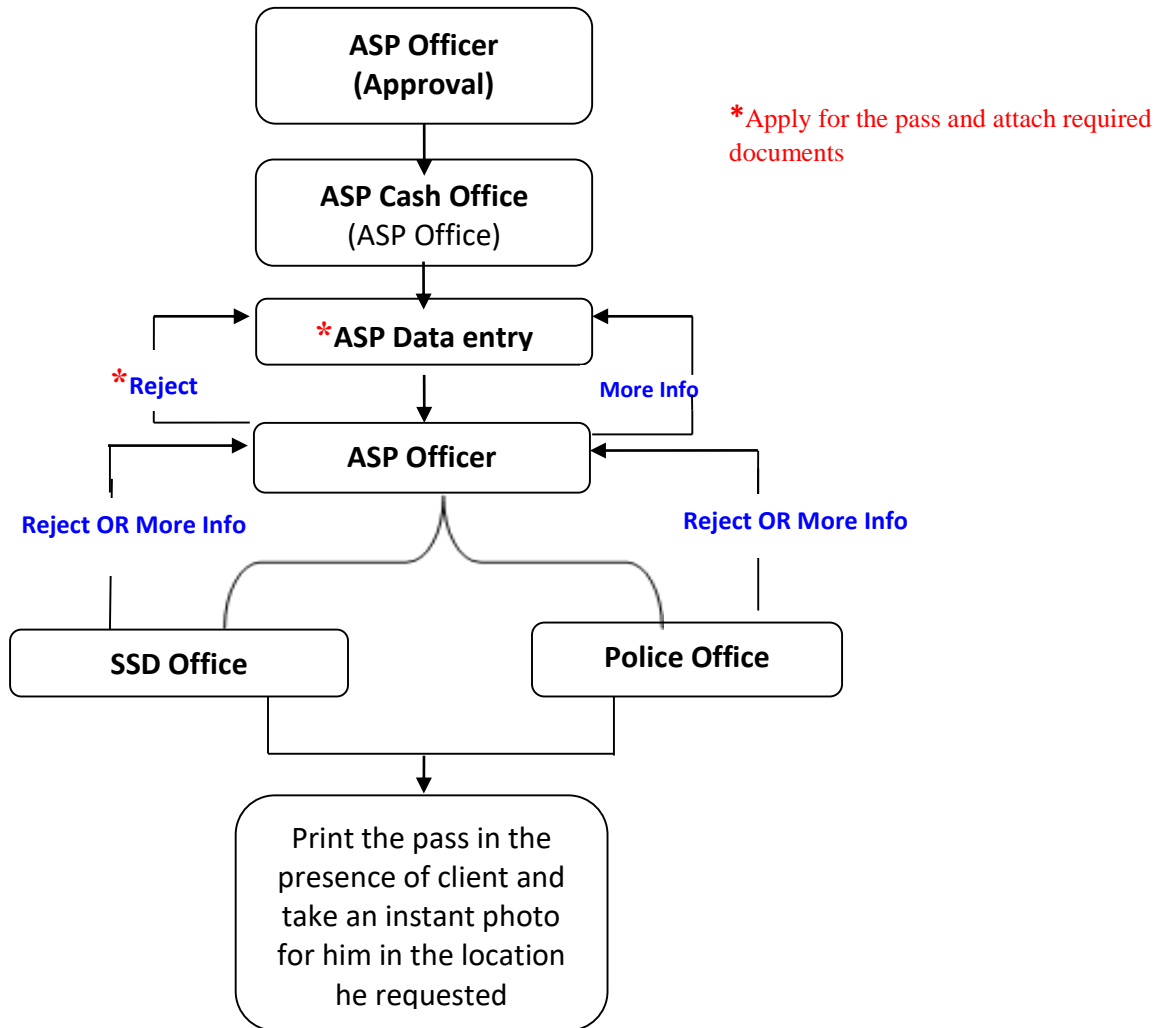 ASP Officer
(Approval)
*Apply for the pass and attach required
documents
ASP Cash Office
(ASP Office)
*ASP Data entry
*Reject
More Info
ASP Officer
Reject OR More Info
Reject OR More Info
SSD Office
Police Office
Print the pass in the
presence of client and
take an instant photo
for him in the location
he requested